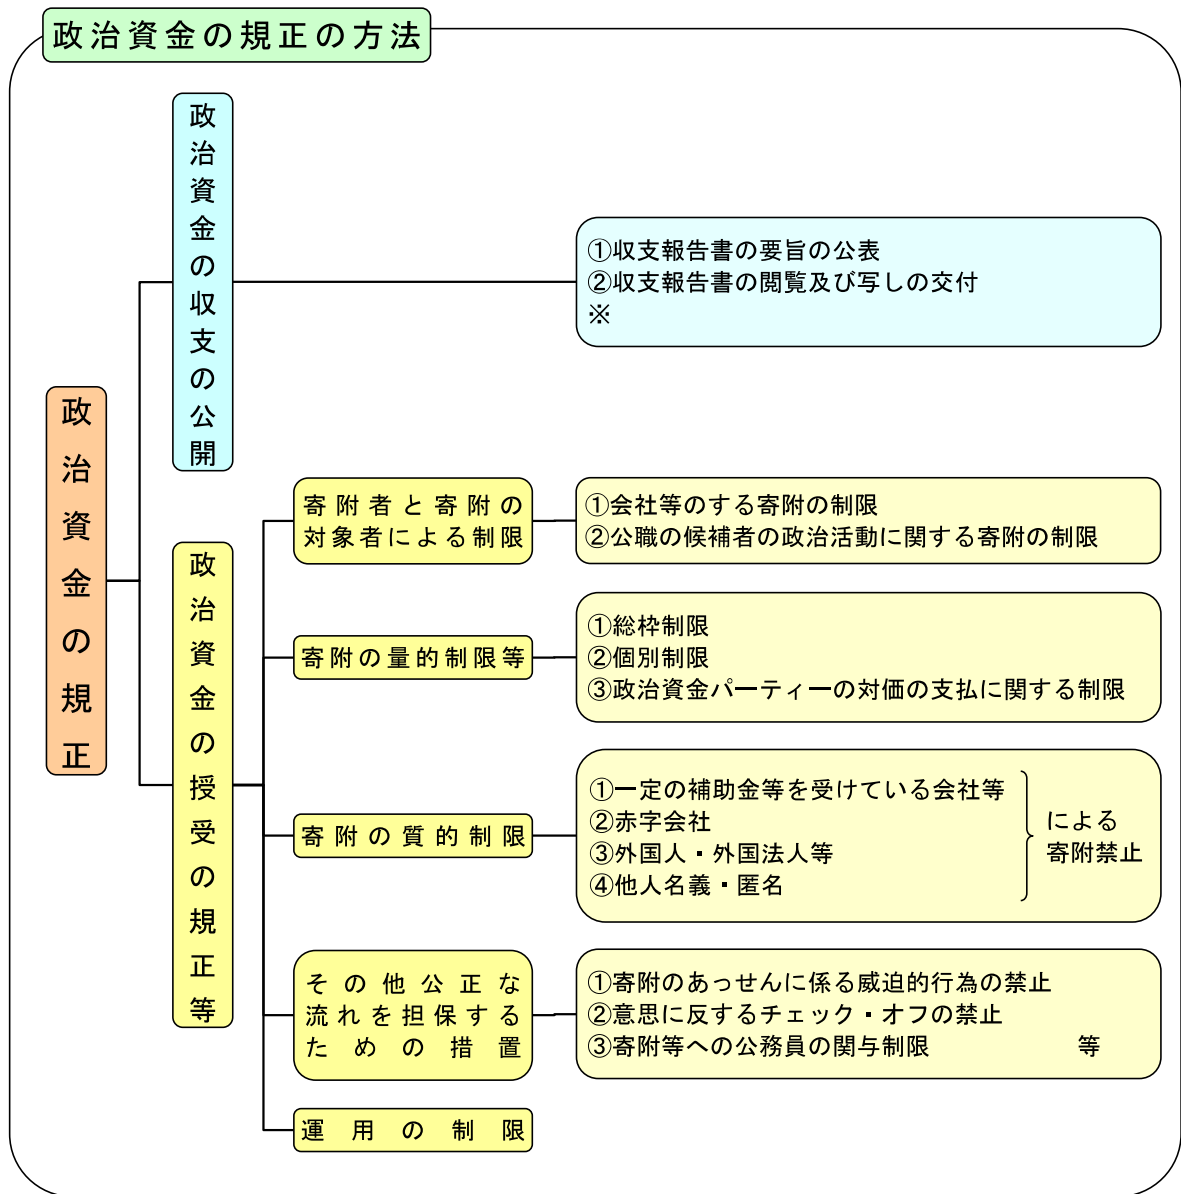 政治資金の規正の方法
政治資金の規正
政治資金の収支の公開
①収支報告書の要旨の公表
②収支報告書の閲覧及び写しの交付
※
政治資金の授受の規正等
寄附者と寄附の
対象者による制限
①会社等のする寄附の制限
②公職の候補者の政治活動に関する寄附の制限
寄附の量的制限等
①総枠制限
②個別制限
③政治資金パーティーの対価の支払に関する制限
寄附の質的制限
①一定の補助金等を受けている会社等
②赤字会社
③外国人・外国法人等
④他人名義・匿名
による
寄附禁止
その他公正な
流れを担保する
ための措置
①寄附のあっせんに係る威迫的行為の禁止
②意思に反するチェック・オフの禁止
③寄附等への公務員の関与制限　　　　　　等
運用の制限